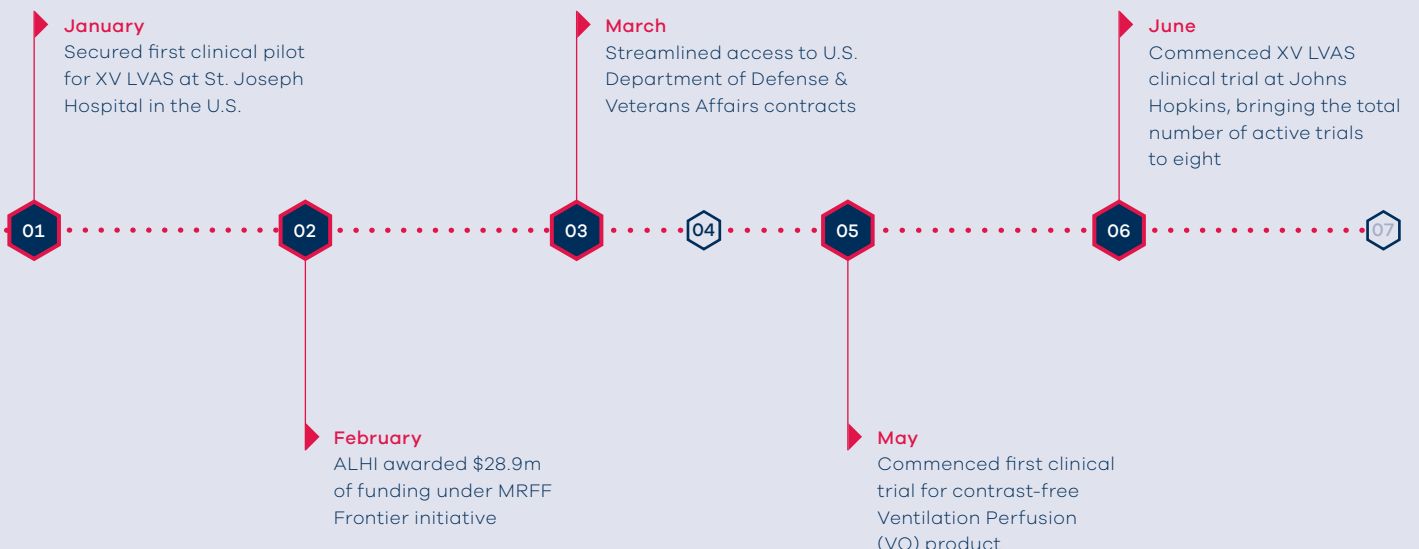 January
Secured first clinical pilot
for XV LVAS at St. Joseph
Hospital in the U.S.
March
Streamlined access to U.S.
Department of Defense &
Veterans Affairs contracts
June
Commenced XV LVAS
clinical trial at Johns
Hopkins, bringing the total
number of active trials
to eight
01
02
03
04
05
06
07
February
ALHI awarded $28.9m
of funding under MRFF
Frontier initiative
May
Commenced first clinical
trial for contrast-free
Ventilation Perfusion
(VQ) product